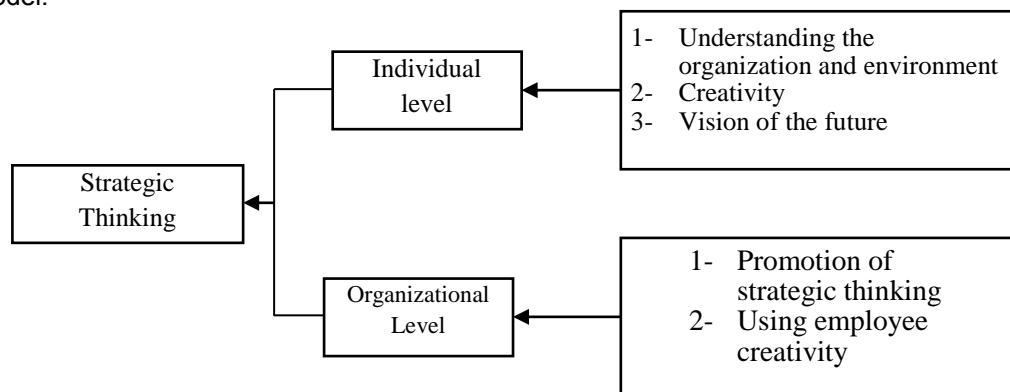 odel.
Individual
level
1- Understanding the
organization and environment
2- Creativity
3- Vision of the future
Strategic
Thinking
Organizational
Level
1- Promotion of
strategic thinking
2- Using employee
creativity